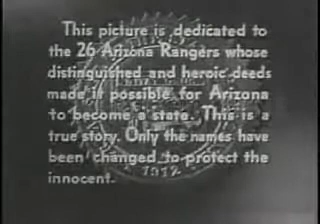 This picture is dedicated to
the 26 Arizona Rangers whose
distinguished and heroic deeds
made it possible for Arizona
to become a state. This is a
true story. Only the names have
been changed to protect the
innocent.
1912